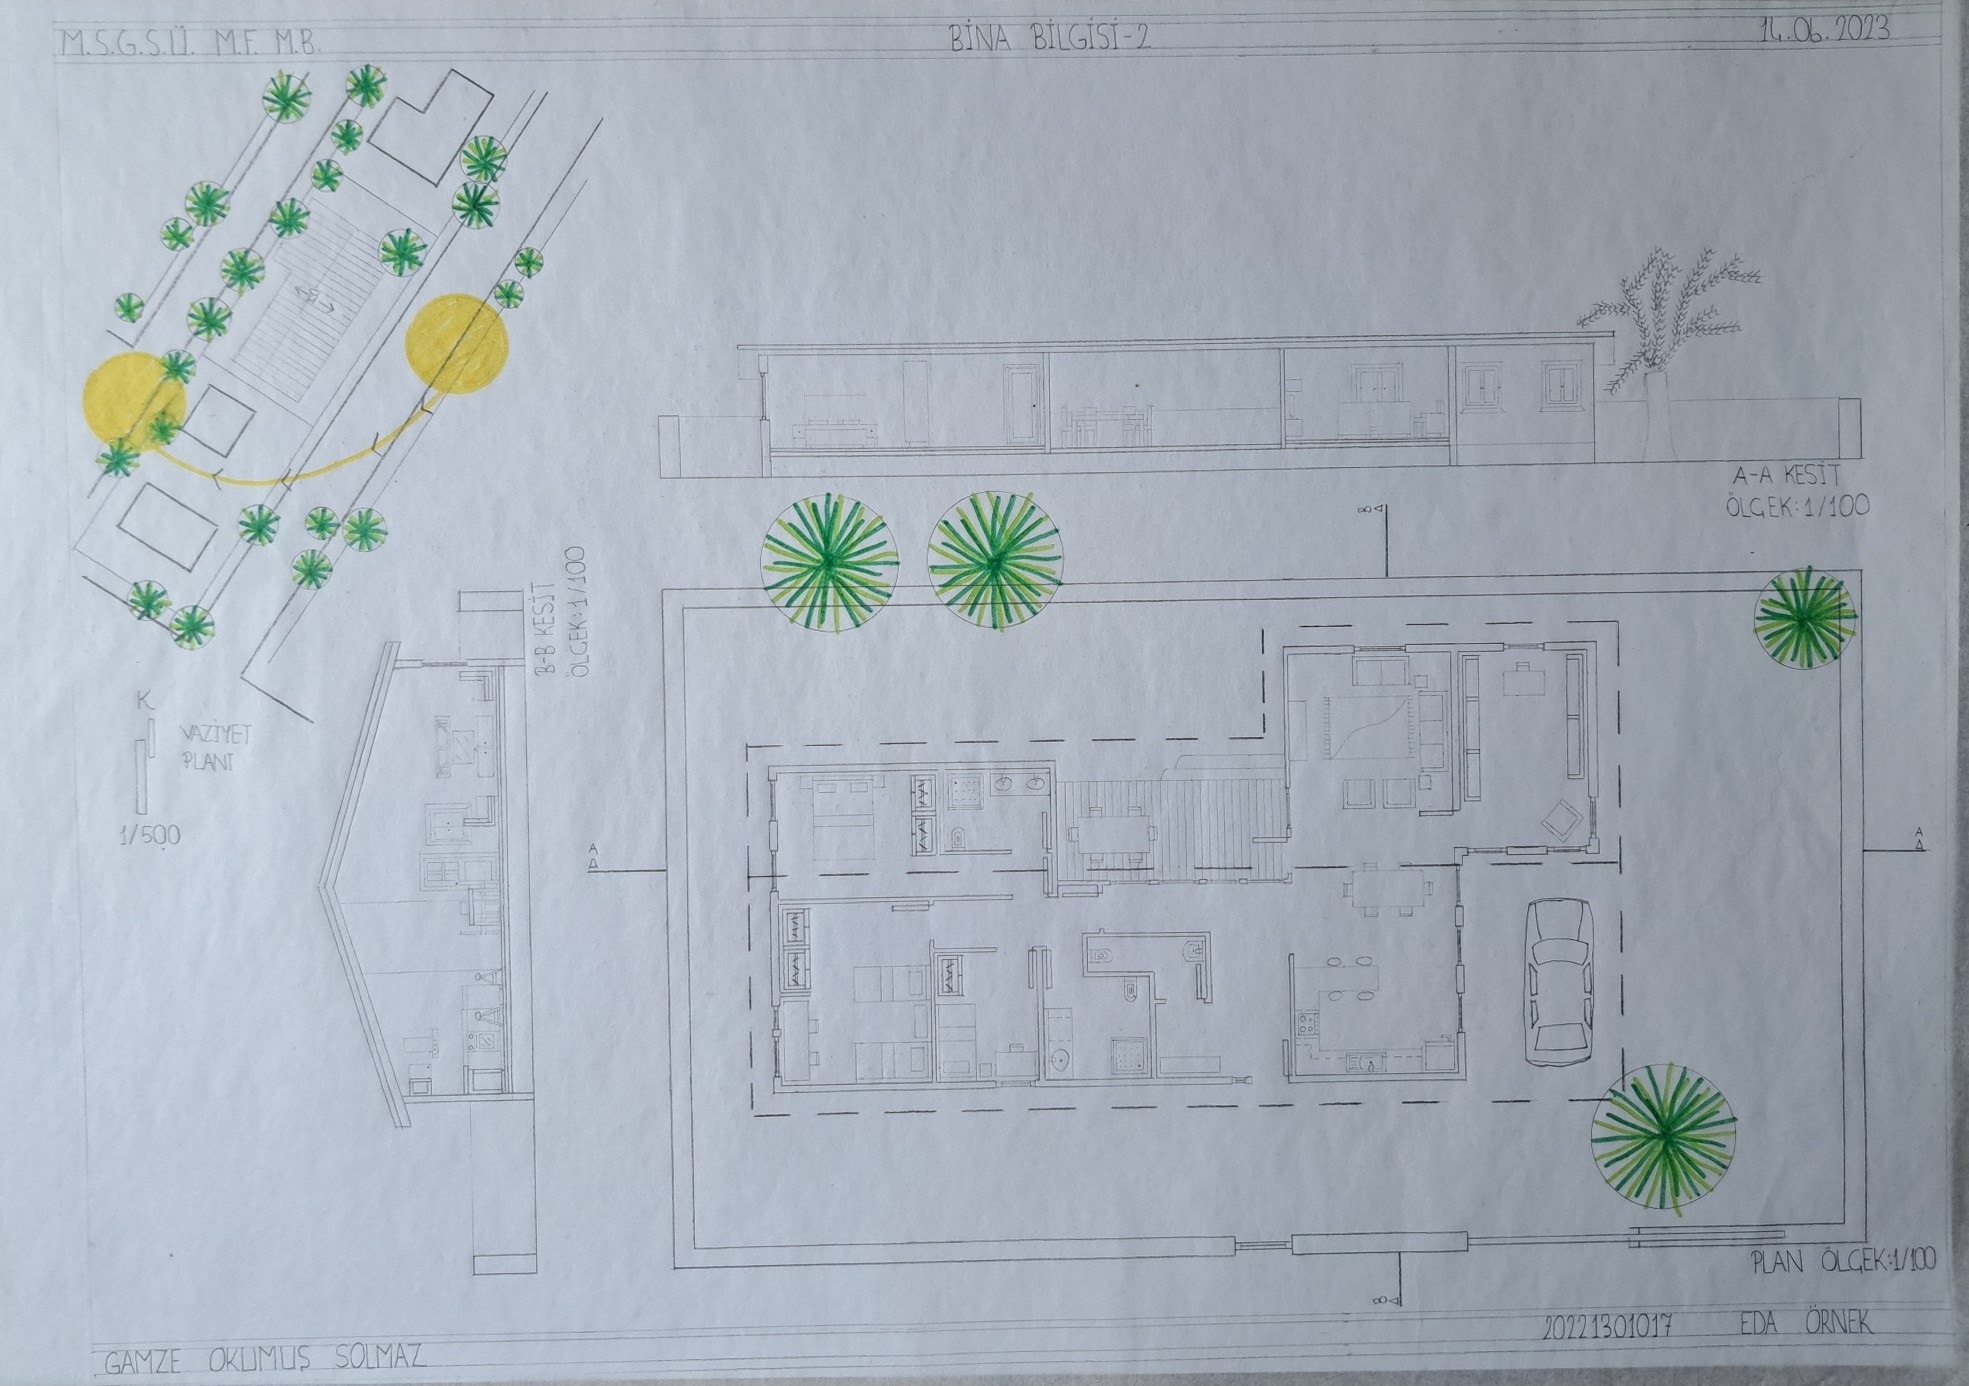 M.S.G.S.Ü. M.F. M.B.
BİNA BİLGİSİ-2
14.06.2023
A-A KESİT
ÖLÇEK:1/100
B-B KESİT
ÖLÇEK:1/100
B
K
VAZİYET
PLANI
1/500
A
A
B
PLAN ÖLÇEK:1/100
20221301017 EDA ÖRNEK
GAMZE OKUMUŞ SOLMAZ